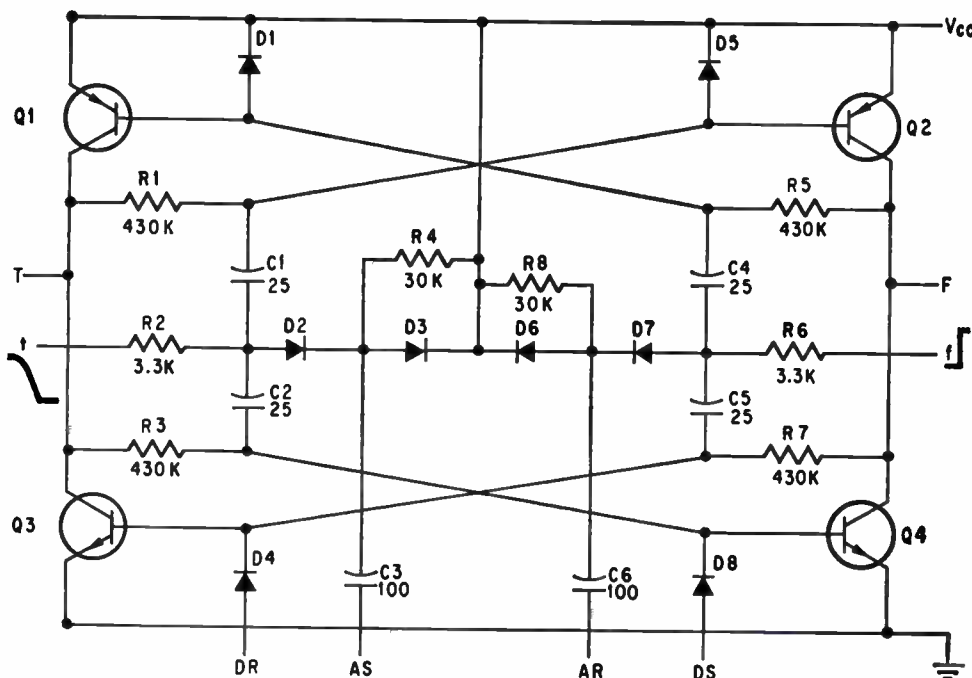 Vcc
D1
D5
Q1
Q2
R1
430K
R5
430K
R4
30K
R8
30K
C1
25
C4
25
T
F
t
R2
3.3K
D2
D3
D6
D7
R6
3.3K
f
C2
25
C5
25
R3
430K
R7
430K
Q3
Q4
D4
C3
100
C6
100
D8
DR
AS
AR
DS